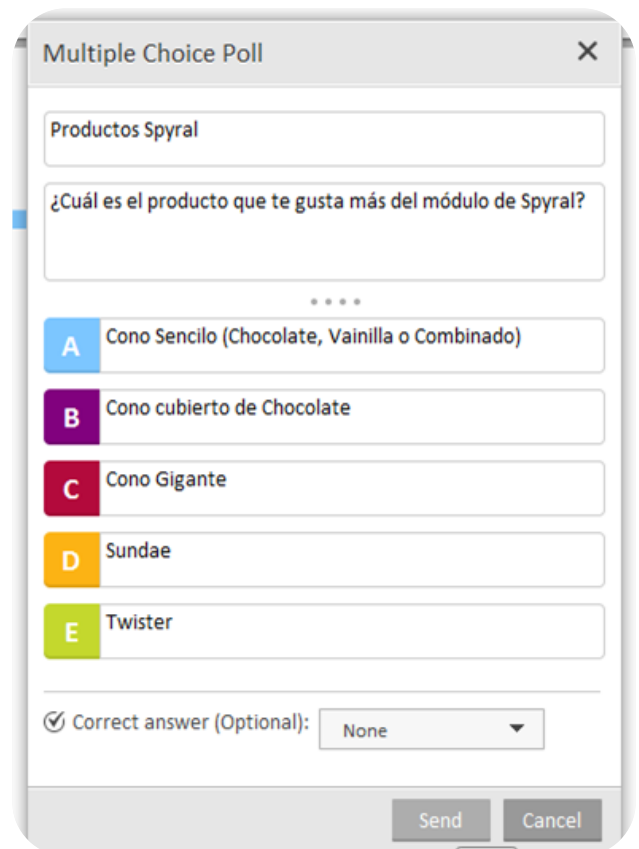 Multiple Choice Poll
Productos Spyral
¿Cuál es el producto que te gusta más del módulo de Spyral?
A Cono Sencilo (Chocolate, Vainilla o Combinado)
B Cono cubierto de Chocolate
C Cono Gigante
D Sundae
E Twister
Correct answer (Optional): None
Send Cancel